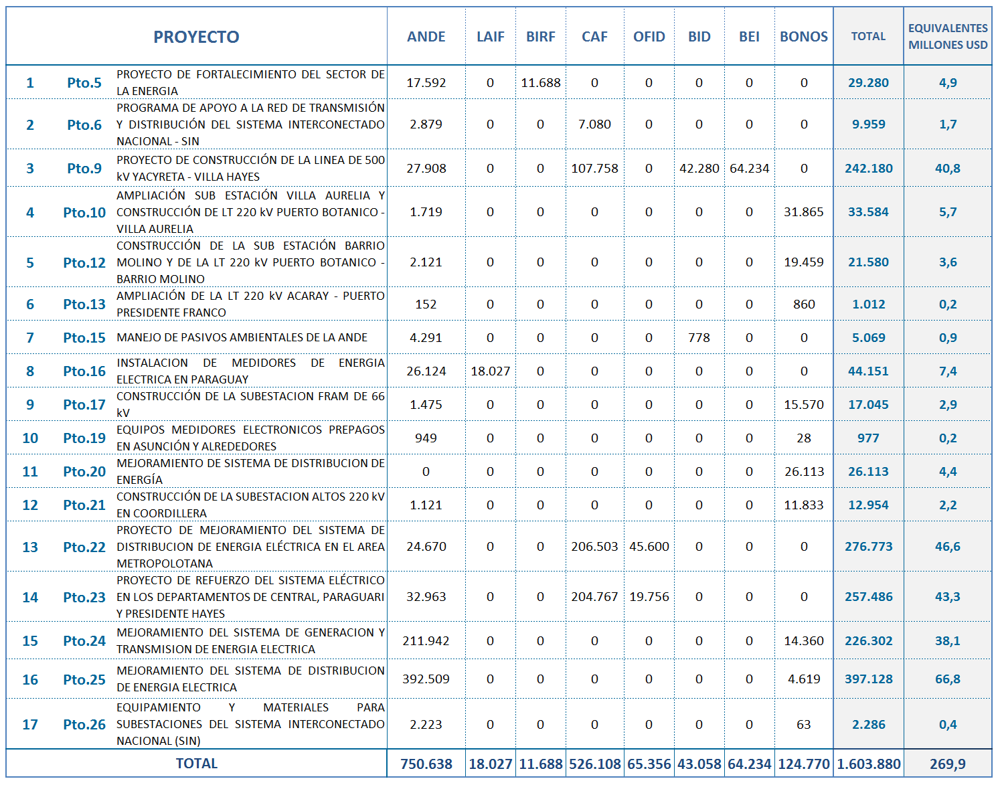 PROYECTO ANDE LAIF BIRF CAF OFID BID BEI BONOS TOTAL EQUIVALENTES
MILLONES USD
1 Pto.5 PROYECTO DE FORTALECIMIENTO DEL SECTOR DE
LA ENERGIA 17.592 0 11.688 0 0 0 0 0 29.280 4,9
2 Pto.6 PROGRAMA DE APOYO A LA RED DE TRANSMISIÓN
Y DISTRIBUCIÓN DEL SISTEMA INTERCONECTADO
NACIONAL - SIN 2.879 0 0 7.080 0 0 0 0 9.959 1,7
3 Pto.9 PROYECTO DE CONSTRUCCIÓN DE LA LINEA DE 500
kV YACYRETA - VILLA HAYES 27.908 0 0 107.758 0 42.280 64.234 0 242.180 40,8
4 Pto.10 AMPLIACIÓN SUB ESTACIÓN VILLA AURELIA Y
CONSTRUCCIÓN DE LT 220 kV PUERTO BOTANICO -
VILLA AURELIA 1.719 0 0 0 0 0 0 31.865 33.584 5,7
5 Pto.12 CONSTRUCCIÓN DE LA SUB ESTACIÓN BARRIO
MOLINO Y DE LA LT 220 kV PUERTO BOTANICO -
BARRIO MOLINO 2.121 0 0 0 0 0 0 19.459 21.580 3,6
6 Pto.13 AMPLIACIÓN DE LA LT 220 kV ACARAY - PUERTO
PRESIDENTE FRANCO 152 0 0 0 0 0 0 860 1.012 0,2
7 Pto.15 MANEJO DE PASIVOS AMBIENTALES DE LA ANDE 4.291 0 0 0 0 778 0 0 5.069 0,9
8 Pto.16 INSTALACION DE MEDIDORES DE ENERGIA
ELECTRICA EN PARAGUAY 26.124 18.027 0 0 0 0 0 0 44.151 7,4
9 Pto.17 CONSTRUCCIÓN DE LA SUBESTACION FRAM DE 66
kV 1.475 0 0 0 0 0 0 15.570 17.045 2,9
10 Pto.19 EQUIPOS MEDIDORES ELECTRONICOS PREPAGOS
EN ASUNCIÓN Y ALREDEDORES 949 0 0 0 0 0 0 28 977 0,2
11 Pto.20 MEJORAMIENTO DE SISTEMA DE DISTRIBUCION DE
ENERGÍA 0 0 0 0 0 0 0 26.113 26.113 4,4
12 Pto.21 CONSTRUCCIÓN DE LA SUBESTACION ALTOS 220 kV
EN COORDILLERA 1.121 0 0 0 0 0 0 11.833 12.954 2,2
13 Pto.22 PROYECTO DE MEJORAMIENTO DEL SISTEMA DE
DISTRIBUCION DE ENERGIA ELÉCTRICA EN EL AREA
METROPOLOTANA 24.670 0 0 206.503 45.600 0 0 0 276.773 46,6
14 Pto.23 PROYECTO DE REFUERZO DEL SISTEMA ELÉCTRICO
EN LOS DEPARTAMENTOS DE CENTRAL, PARAGUARI
Y PRESIDENTE HAYES 32.963 0 0 204.767 19.756 0 0 0 257.486 43,3
15 Pto.24 MEJORAMIENTO DEL SISTEMA DE GENERACION Y
TRANSMISION DE ENERGIA ELECTRICA 211.942 0 0 0 0 0 0 14.360 226.302 38,1
16 Pto.25 MEJORAMIENTO DEL SISTEMA DE DISTRIBUCION
DE ENERGIA ELECTRICA 392.509 0 0 0 0 0 0 4.619 397.128 66,8
17 Pto.26 EQUIPAMIENTO Y MATERIALES PARA
SUBESTACIONES DEL SISTEMA INTERCONECTADO
NACIONAL (SIN) 2.223 0 0 0 0 0 0 63 2.286 0,4
TOTAL 750.638 18.027 11.688 526.108 65.356 43.058 64.234 124.770 1.603.880 269,9